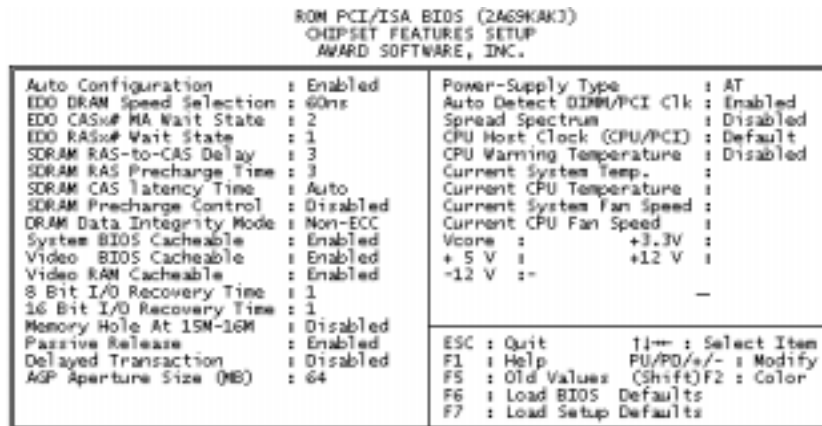 ROM PCI/ISA BIOS (2A69KAKJ)
CHIPSET FEATURES SETUP
AWARD SOFTWARE, INC.
Auto Configuration : Enabled
EDO DRAM Speed Selection : 60ns
EDO CASx# MA Wait State : 2
EDO RASx# Wait State : 1
SDRAM RAS-to-CAS Delay : 3
SDRAM RAS Precharge Time : 3
SDRAM CAS latency Time : Auto
SDRAM Precharge Control : Disabled
DRAM Data Integrity Mode : Non-ECC
System BIOS Cacheable : Enabled
Video BIOS Cacheable : Enabled
Video RAM Cacheable : Enabled
8 Bit I/O Recovery Time : 1
16 Bit I/O Recovery Time : 1
Memory Hole At 15M-16M : Disabled
Passive Release : Enabled
Delayed Transaction : Disabled
AGP Aperture Size (MB) : 64
Power-Supply Type : AT
Auto Detect DIMM/PCI Clk : Enabled
Spread Spectrum : Disabled
CPU Host Clock (CPU/PCI) : Default
CPU Warning Temperature : Disabled
Current System Temp. :
Current CPU Temperature :
Current System Fan Speed :
Current CPU Fan Speed :
Vcore : +3.3V :
+ 5 V : +12 V :
-12 V :-
ESC : Quit ↑↓→← : Select Item
F1 : Help PU/PD/+/- : Modify
F5 : Old Values (Shift)F2 : Color
F6 : Load BIOS Defaults
F7 : Load Setup Defaults